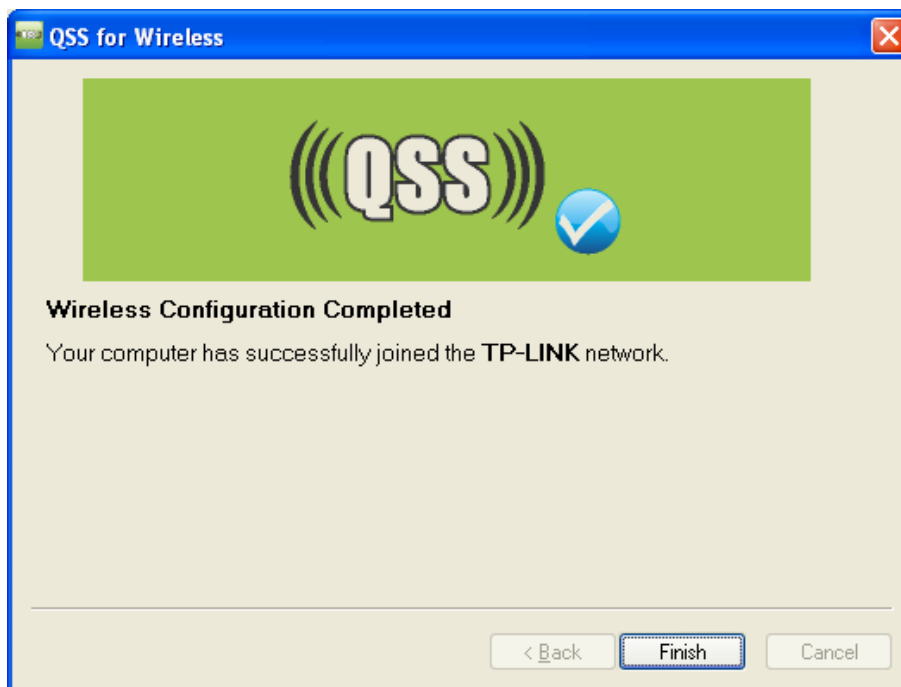 QSS for Wireless
(((QSS)))
Wireless Configuration Completed
Your computer has successfully joined the TP-LINK network.
< Back
Finish
Cancel